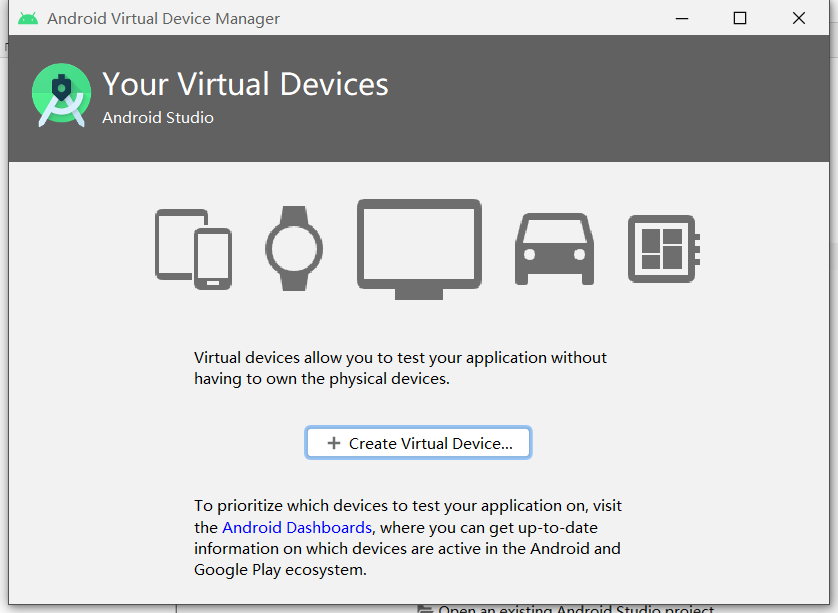 Android Virtual Device Manager
Your Virtual Devices
Android Studio
Virtual devices allow you to test your application without
having to own the physical devices.
Create Virtual Device...
To prioritize which devices to test your application on, visit
the Android Dashboards, where you can get up-to-date
information on which devices are active in the Android and
Google Play ecosystem.
Open an existing Android Studio project